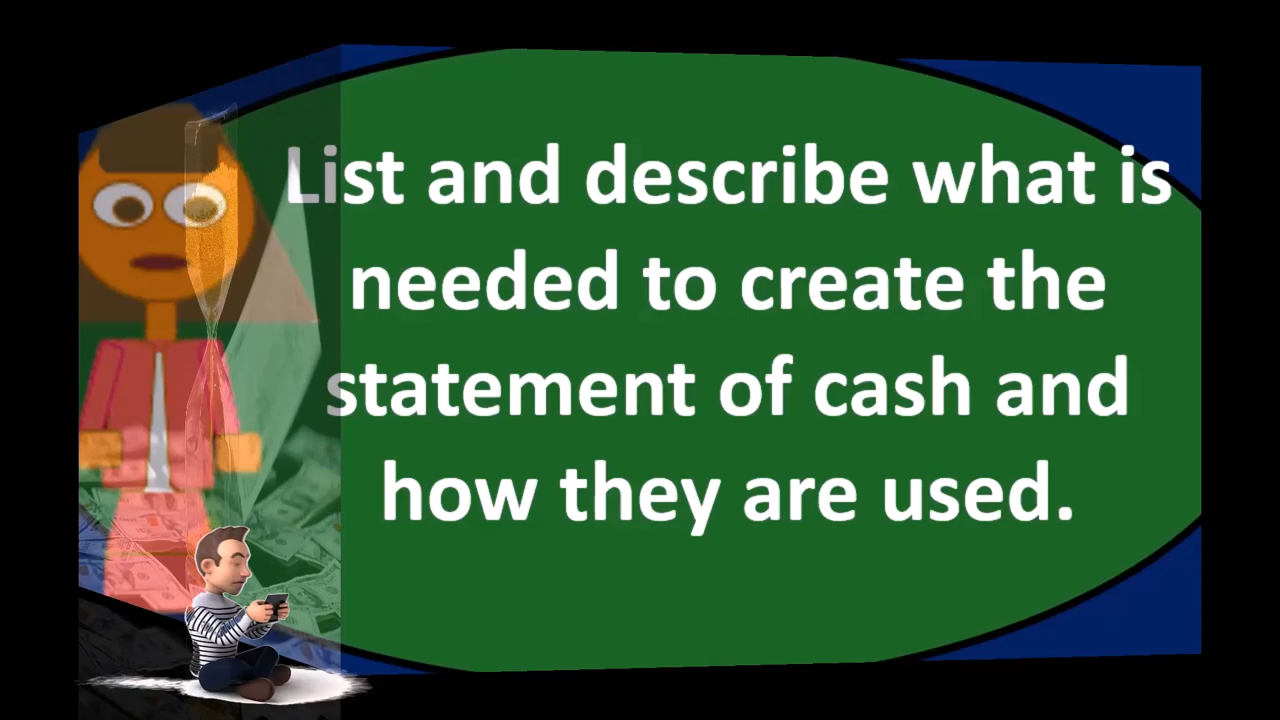 List and describe what is
needed to create the
statement of cash and
how they are used.